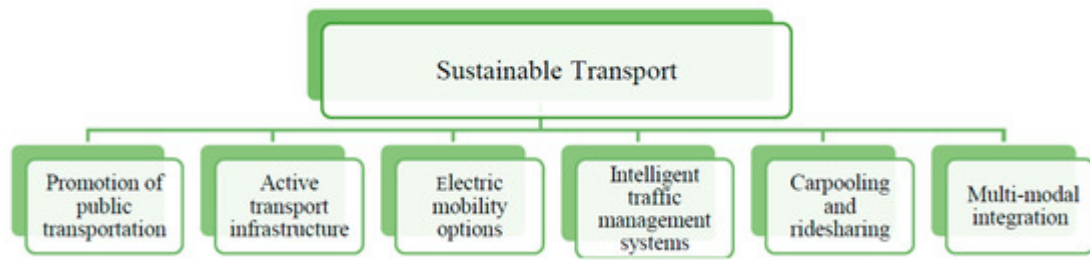 Sustainable Transport
Promotion of
public
transportation
Active
transport
infrastructure
Electric
mobility
options
Intelligent
traffic
management
systems
Carpooling
and
ridesharing
Multi-modal
integration